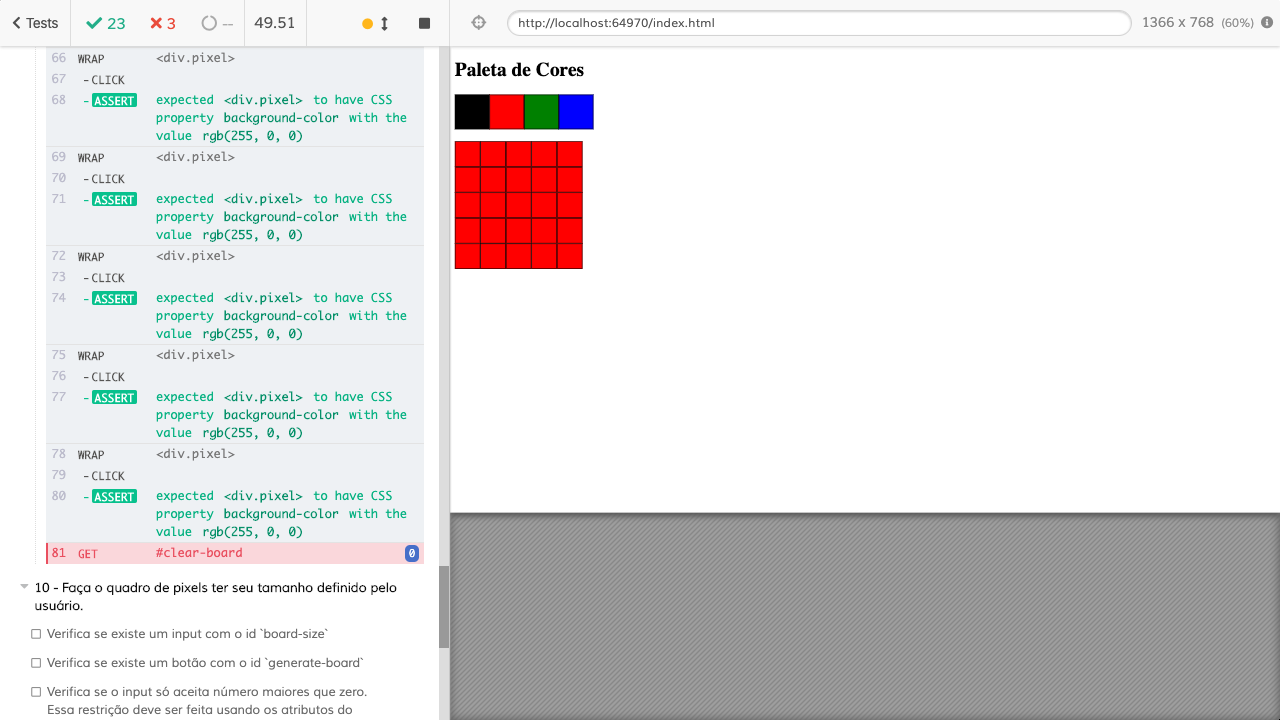 Tests 23 3 -- 49.51 http://localhost:64970/index.html 1366 x 768 (60%)
66 WRAP <div.pixel>
67 -CLICK
68 -ASSERT expected <div.pixel> to have CSS
property background-color with the
value rgb(255, 0, 0)
69 WRAP <div.pixel>
70 -CLICK
71 -ASSERT expected <div.pixel> to have CSS
property background-color with the
value rgb(255, 0, 0)
72 WRAP <div.pixel>
73 -CLICK
74 -ASSERT expected <div.pixel> to have CSS
property background-color with the
value rgb(255, 0, 0)
75 WRAP <div.pixel>
76 -CLICK
77 -ASSERT expected <div.pixel> to have CSS
property background-color with the
value rgb(255, 0, 0)
78 WRAP <div.pixel>
79 -CLICK
80 -ASSERT expected <div.pixel> to have CSS
property background-color with the
value rgb(255, 0, 0)
81 GET #clear-board 0
10 - Faça o quadro de pixels ter seu tamanho definido pelo
usuário.
Verifica se existe um input com o id `board-size`
Verifica se existe um botão com o id `generate-board`
Verifica se o input só aceita número maiores que zero.
Essa restrição deve ser feita usando os atributos do
Paleta de Cores